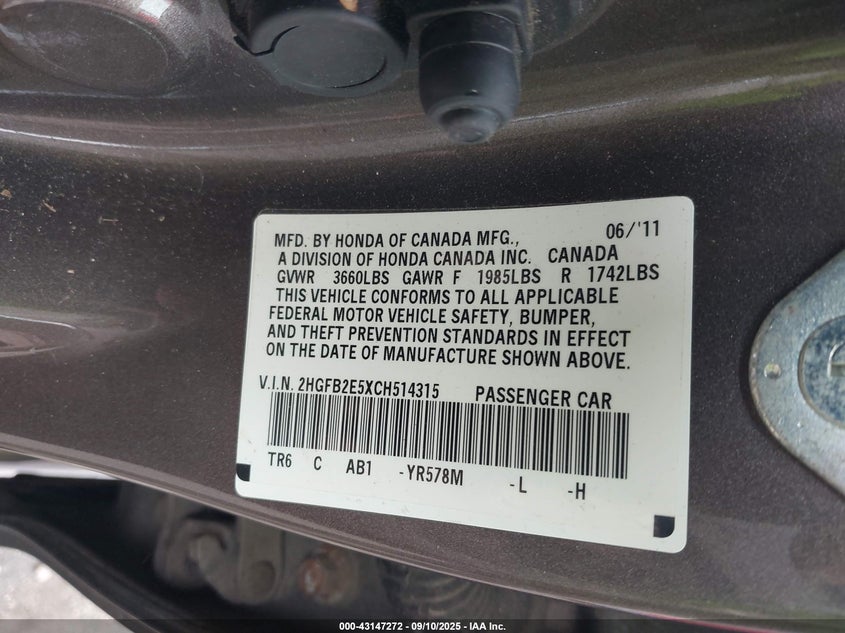 06/'11
MFD. BY HONDA OF CANADA MFG.,
A DIVISION OF HONDA CANADA INC. CANADA
GVWR 3660LBS GAWR F 1985LBS R 1742LBS
THIS VEHICLE CONFORMS TO ALL APPLICABLE
FEDERAL MOTOR VEHICLE SAFETY, BUMPER,
AND THEFT PREVENTION STANDARDS IN EFFECT
ON THE DATE OF MANUFACTURE SHOWN ABOVE.
V.I.N. 2HGFB2E5XCH514315 PASSENGER CAR
TR6 C AB1 -YR578M -L -H
000-43147272 - 09/10/2025 - IAA Inc.